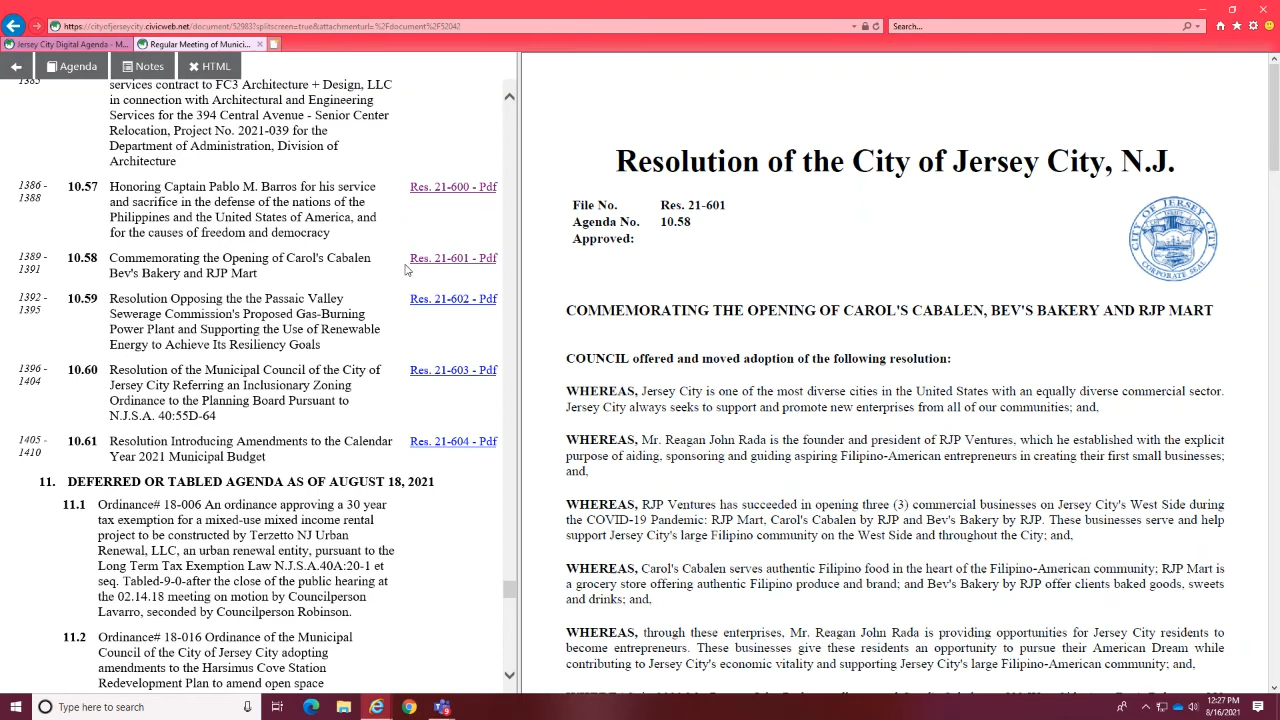 https://cityofjerseycity.civicweb.net/document/52983?splitscreen=true&attachmenturl=%2Fdocument%2F52042
Search...
Jersey City Digital Agenda - M...
Regular Meeting of Munici...
Agenda
Notes
HTML
1385
services contract to FC3 Architecture + Design, LLC
in connection with Architectural and Engineering
Services for the 394 Central Avenue - Senior Center
Relocation, Project No. 2021-039 for the
Department of Administration, Division of
Architecture
1386 -
1388
10.57 Honoring Captain Pablo M. Barros for his service Res. 21-600 - Pdf
and sacrifice in the defense of the nations of the
Philippines and the United States of America, and
for the causes of freedom and democracy
1389 -
1391
10.58 Commemorating the Opening of Carol's Cabalen Res. 21-601 - Pdf
Bev's Bakery and RJP Mart
1392 -
1395
10.59 Resolution Opposing the the Passaic Valley Res. 21-602 - Pdf
Sewerage Commission's Proposed Gas-Burning
Power Plant and Supporting the Use of Renewable
Energy to Achieve Its Resiliency Goals
1396 -
1404
10.60 Resolution of the Municipal Council of the City of Res. 21-603 - Pdf
Jersey City Referring an Inclusionary Zoning
Ordinance to the Planning Board Pursuant to
N.J.S.A. 40:55D-64
1405 -
1410
10.61 Resolution Introducing Amendments to the Calendar Res. 21-604 - Pdf
Year 2021 Municipal Budget
11. DEFERRED OR TABLED AGENDA AS OF AUGUST 18, 2021
11.1 Ordinance# 18-006 An ordinance approving a 30 year
tax exemption for a mixed-use mixed income rental
project to be constructed by Terzetto NJ Urban
Renewal, LLC, an urban renewal entity, pursuant to the
Long Term Tax Exemption Law N.J.S.A.40A:20-1 et
seq. Tabled-9-0-after the close of the public hearing at
the 02.14.18 meeting on motion by Councilperson
Lavarro, seconded by Councilperson Robinson.
11.2 Ordinance# 18-016 Ordinance of the Municipal
Council of the City of Jersey City adopting
amendments to the Harsimus Cove Station
Redevelopment Plan to amend open space
Resolution of the City of Jersey City, N.J.
File No. Res. 21-601
Agenda No. 10.58
Approved:
CITY OF JERSEY CITY
CORPORATE SEAL
COMMEMORATING THE OPENING OF CAROL'S CABALEN, BEV'S BAKERY AND RJP MART
COUNCIL offered and moved adoption of the following resolution:
WHEREAS, Jersey City is one of the most diverse cities in the United States with an equally diverse commercial sector.
Jersey City always seeks to support and promote new enterprises from all of our communities; and,
WHEREAS, Mr. Reagan John Rada is the founder and president of RJP Ventures, which he established with the explicit
purpose of aiding, sponsoring and guiding aspiring Filipino-American entrepreneurs in creating their first small businesses;
and,
WHEREAS, RJP Ventures has succeeded in opening three (3) commercial businesses on Jersey City's West Side during
the COVID-19 Pandemic: RJP Mart, Carol's Cabalen by RJP and Bev's Bakery by RJP. These businesses serve and help
support Jersey City's large Filipino community on the West Side and throughout the City; and,
WHEREAS, Carol's Cabalen serves authentic Filipino food in the heart of the Filipino-American community; RJP Mart is
a grocery store offering authentic Filipino produce and brand; and Bev's Bakery by RJP offer clients baked goods, sweets
and drinks; and,
WHEREAS, through these enterprises, Mr. Reagan John Rada is providing opportunities for Jersey City residents to
become entrepreneurs. These businesses give these residents an opportunity to pursue their American Dream while
contributing to Jersey City's economic vitality and supporting Jersey City's large Filipino-American community; and,
Type here to search
12:27 PM
8/16/2021